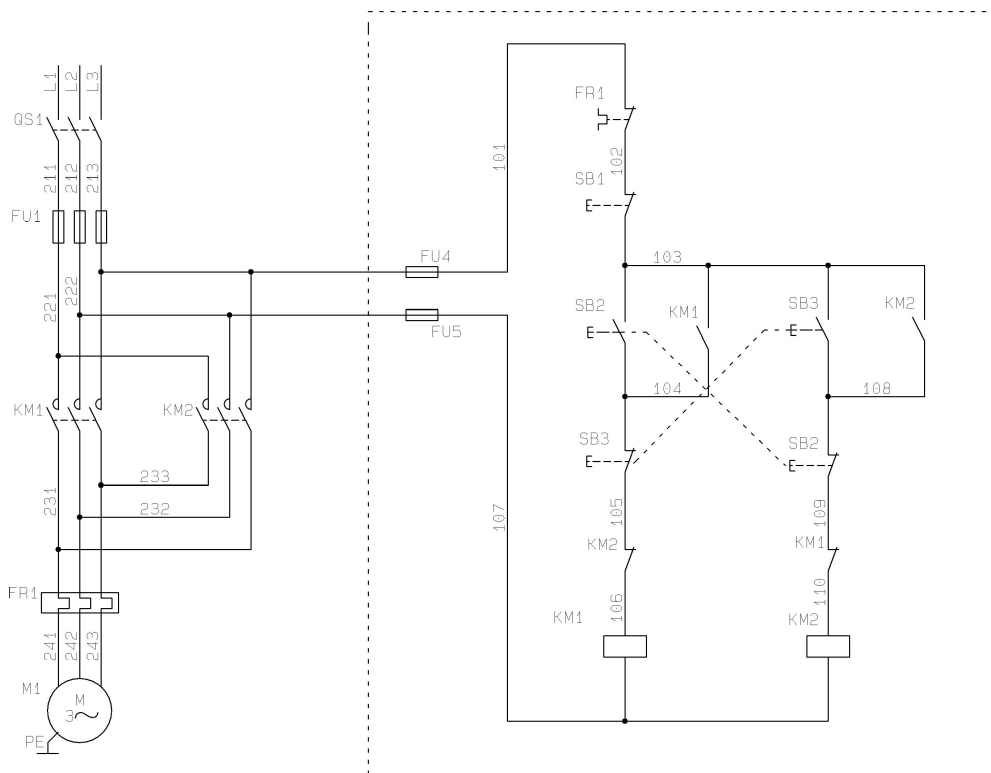 L1 L2 L3
QS1
211 212 213
FU1
221 222
KM1
KM2
233
232
231
FR1
241 242 243
M1
M
3
PE
FU4
FU5
101
107
FR1
102
SB1
103
SB2
KM1
SB3
KM2
104
108
SB3
SB2
105
109
KM2
KM1
106
110
KM1
KM2